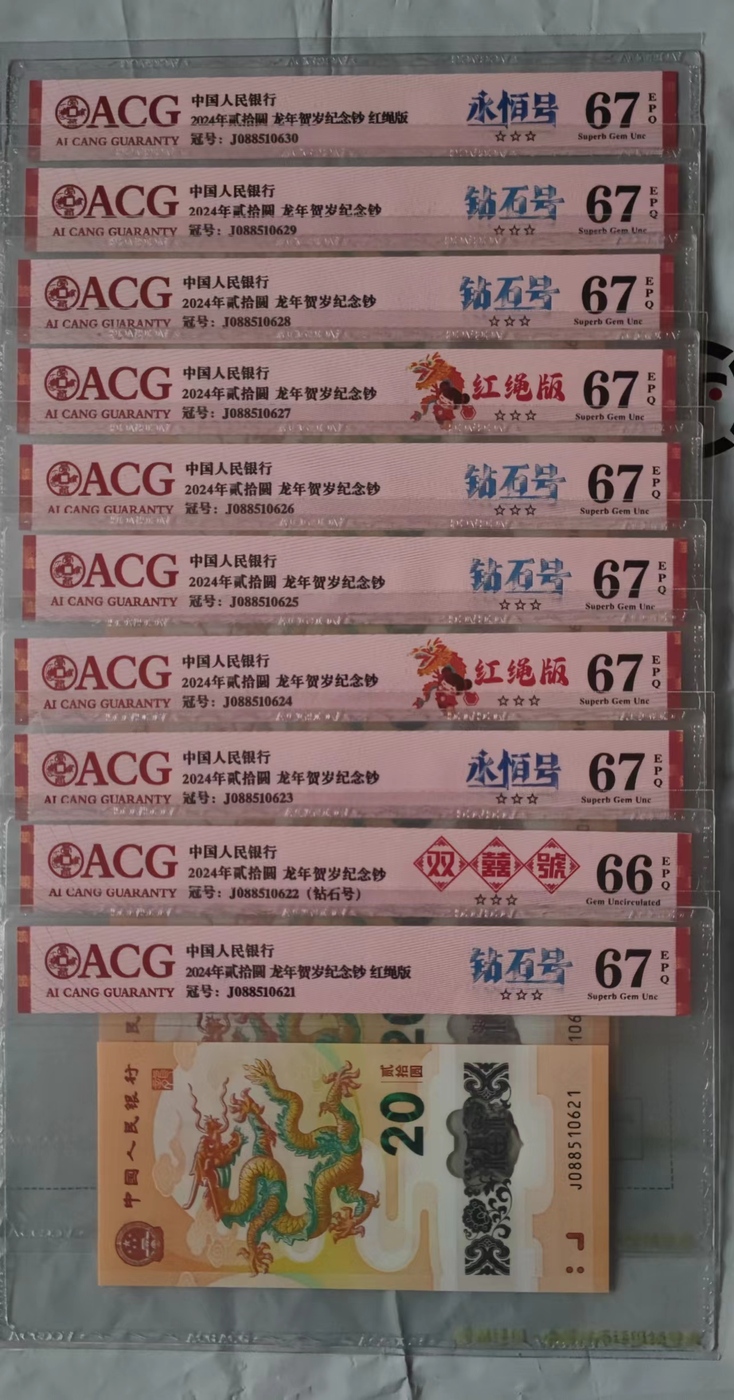 ACG
AI CANG GUARANTY
中国人民银行
2024年贰拾圆 龙年贺岁纪念钞 红绳版
冠号：J088510630
永恒号
☆☆☆
67
EPQ
Superb Gem Unc
ACG
AI CANG GUARANTY
中国人民银行
2024年贰拾圆 龙年贺岁纪念钞
冠号：J088510629
钻石号
☆☆☆
67
EPQ
Superb Gem Unc
ACG
AI CANG GUARANTY
中国人民银行
2024年贰拾圆 龙年贺岁纪念钞
冠号：J088510628
钻石号
☆☆☆
67
EPQ
Superb Gem Unc
ACG
AI CANG GUARANTY
中国人民银行
2024年贰拾圆 龙年贺岁纪念钞
冠号：J088510627
红绳版
☆☆☆
67
EPQ
Superb Gem Unc
ACG
AI CANG GUARANTY
中国人民银行
2024年贰拾圆 龙年贺岁纪念钞
冠号：J088510626
钻石号
☆☆☆
67
EPQ
Superb Gem Unc
ACG
AI CANG GUARANTY
中国人民银行
2024年贰拾圆 龙年贺岁纪念钞
冠号：J088510625
钻石号
☆☆☆
67
EPQ
Superb Gem Unc
ACG
AI CANG GUARANTY
中国人民银行
2024年贰拾圆 龙年贺岁纪念钞
冠号：J088510624
红绳版
☆☆☆
67
EPQ
Superb Gem Unc
ACG
AI CANG GUARANTY
中国人民银行
2024年贰拾圆 龙年贺岁纪念钞
冠号：J088510623
永恒号
☆☆☆
67
EPQ
Superb Gem Unc
ACG
AI CANG GUARANTY
中国人民银行
2024年贰拾圆 龙年贺岁纪念钞
冠号：J088510622（钻石号）
双囍號
☆☆☆
66
EPQ
Gem Uncirculated
ACG
AI CANG GUARANTY
中国人民银行
2024年贰拾圆 龙年贺岁纪念钞 红绳版
冠号：J088510621
钻石号
☆☆☆
67
EPQ
Superb Gem Unc
中国人民银行
贰拾圆
20
J088510621